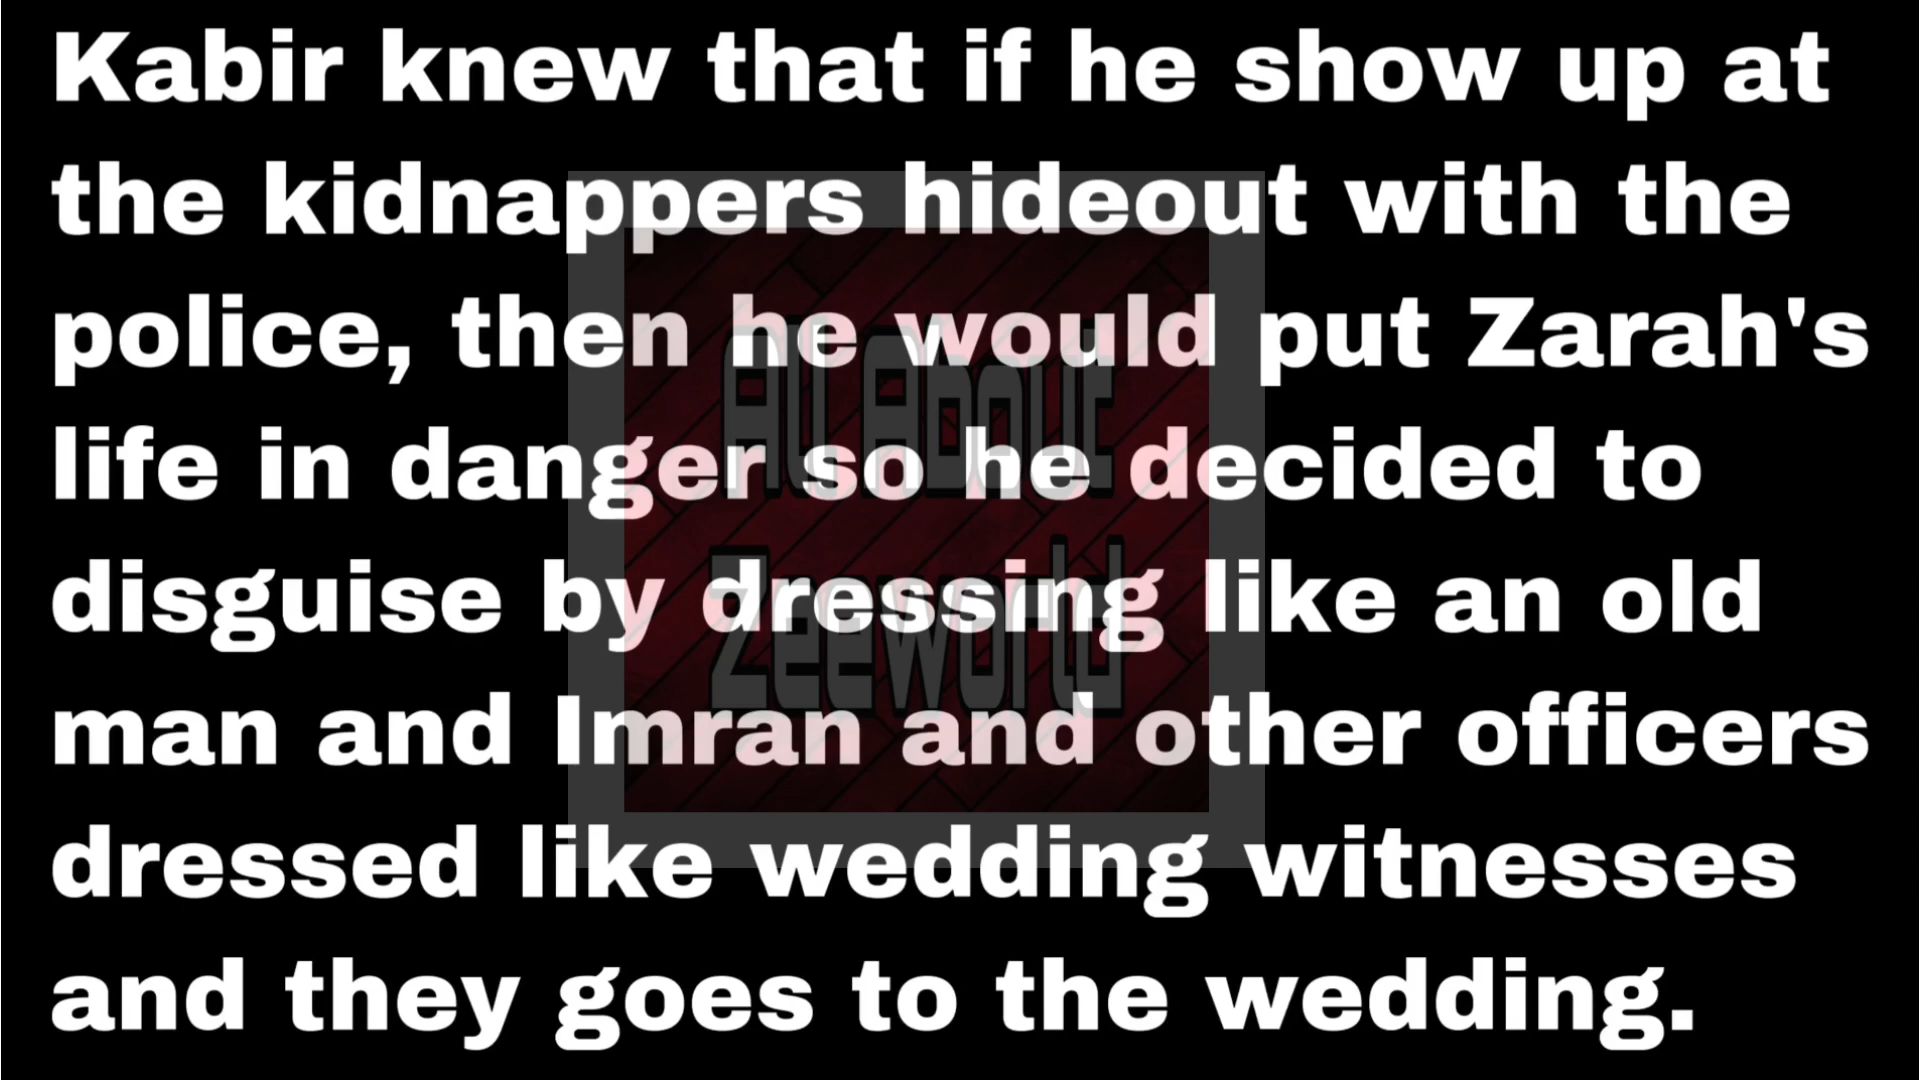 Kabir knew that if he show up at
the kidnappers hideout with the
police, then he would put Zarah's
life in danger so he decided to
disguise by dressing like an old
man and Imran and other officers
dressed like wedding witnesses
and they goes to the wedding.
All About
Zeeworld